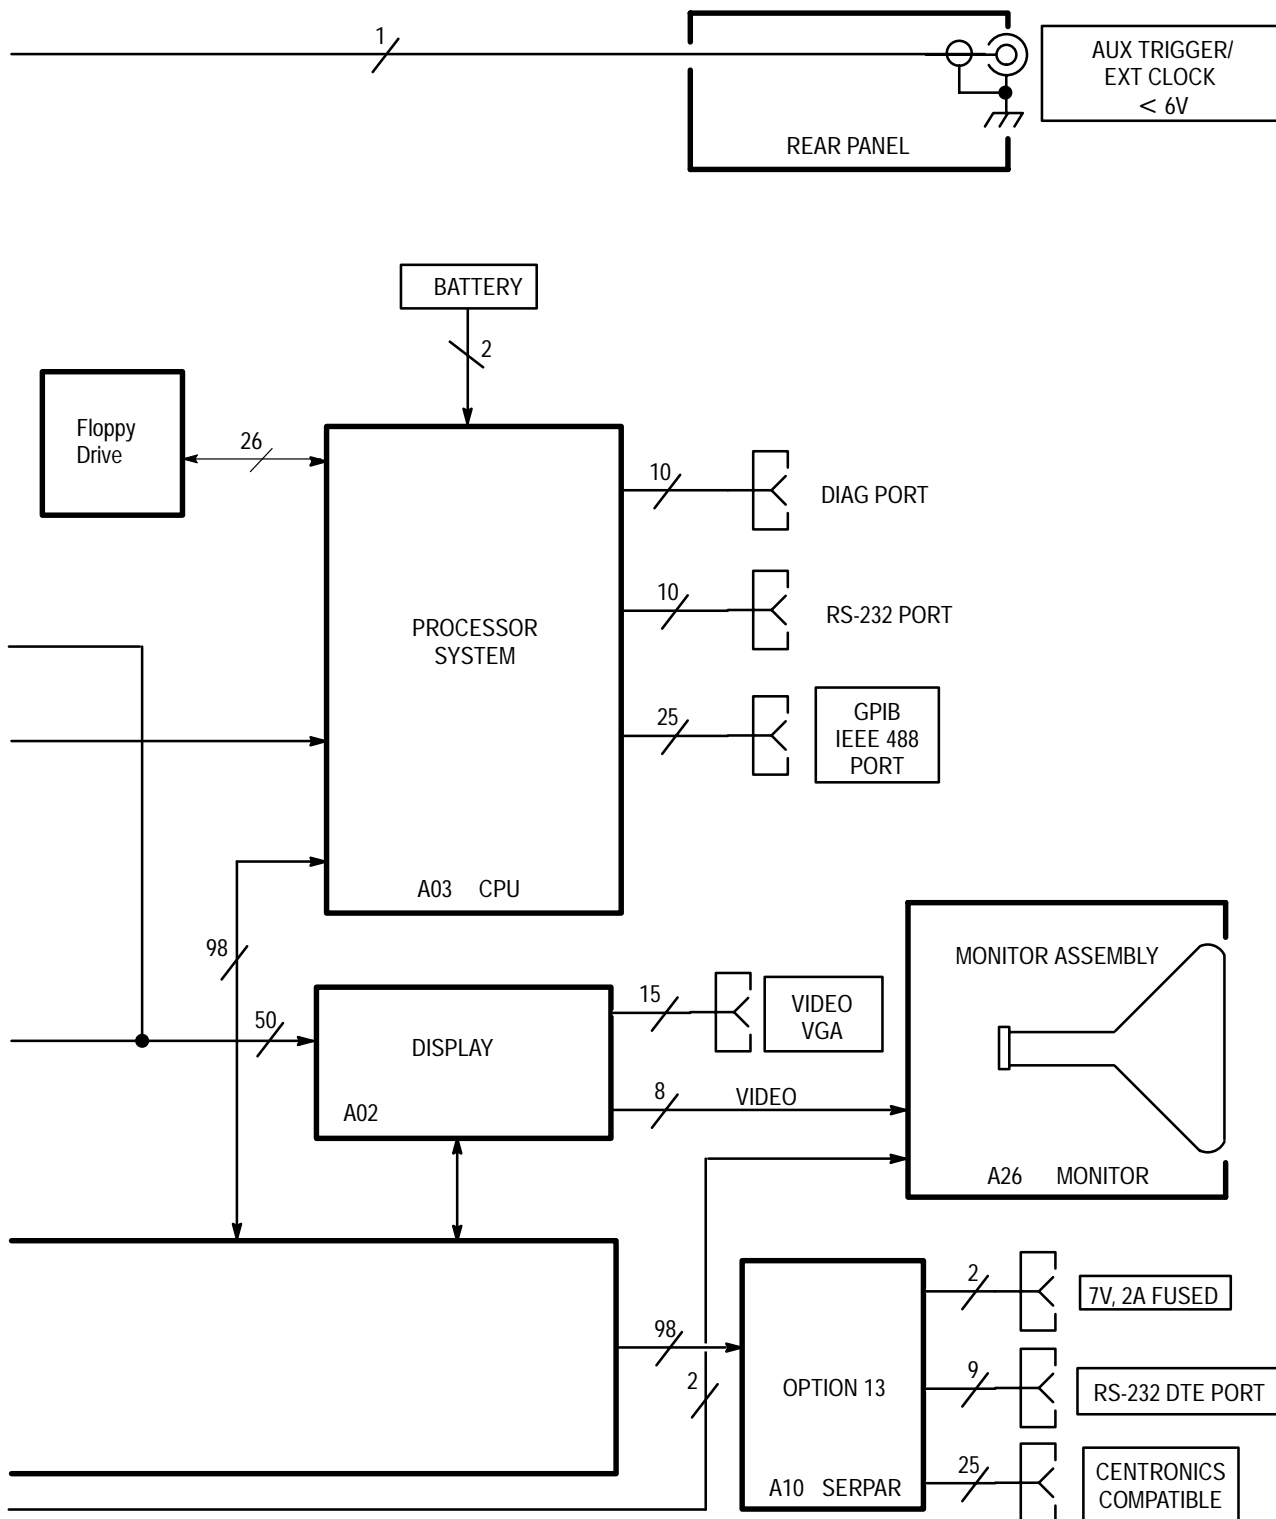 1
AUX TRIGGER/
EXT CLOCK
< 6V
REAR PANEL
BATTERY
2
Floppy
Drive
26
10
DIAG PORT
10
RS-232 PORT
PROCESSOR
SYSTEM
25
GPIB
IEEE 488
PORT
A03 CPU
98
MONITOR ASSEMBLY
15
VIDEO
VGA
50
DISPLAY
8
VIDEO
A02
A26 MONITOR
2
7V, 2A FUSED
98
2
OPTION 13
9
RS-232 DTE PORT
25
CENTRONICS
COMPATIBLE
A10 SERPAR